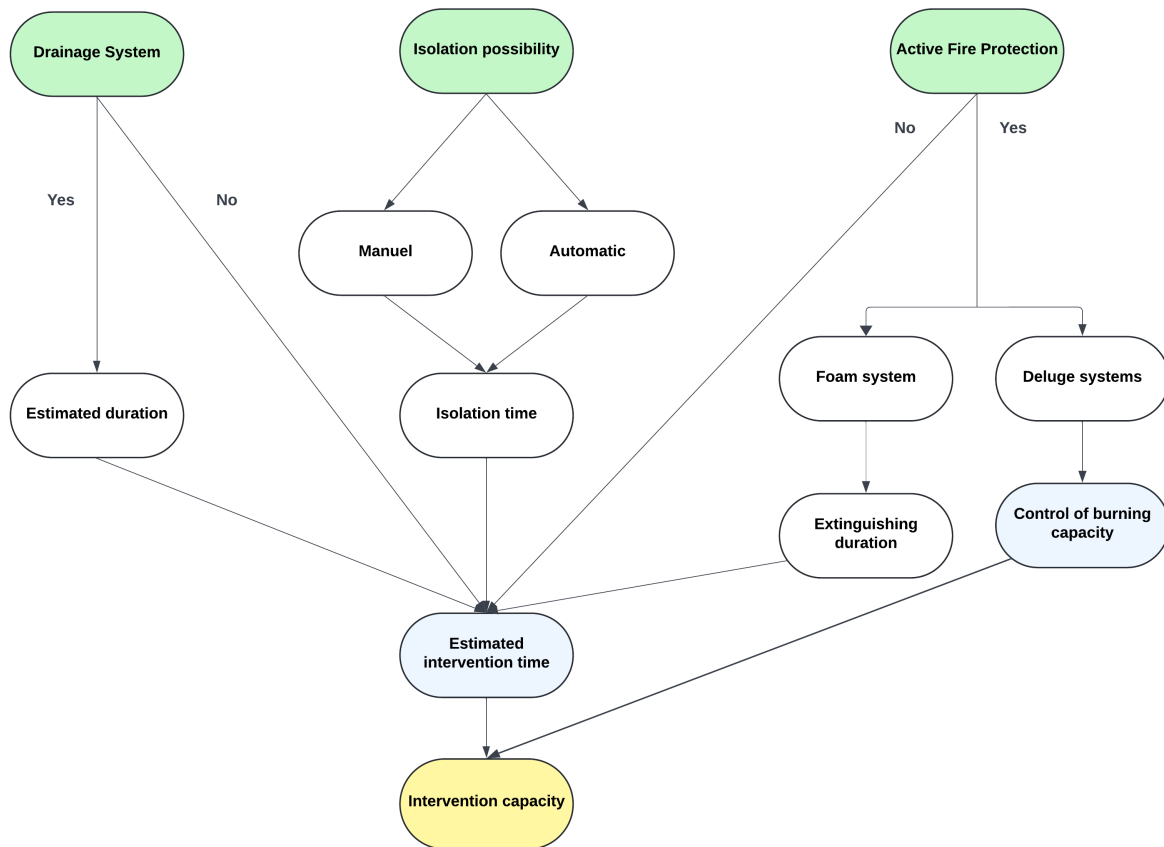 Drainage System
Isolation possibility
Active Fire Protection
No
Yes
Yes
No
Manuel
Automatic
Foam system
Deluge systems
Estimated duration
Isolation time
Extinguishing
duration
Control of burning
capacity
Estimated
intervention time
Intervention capacity